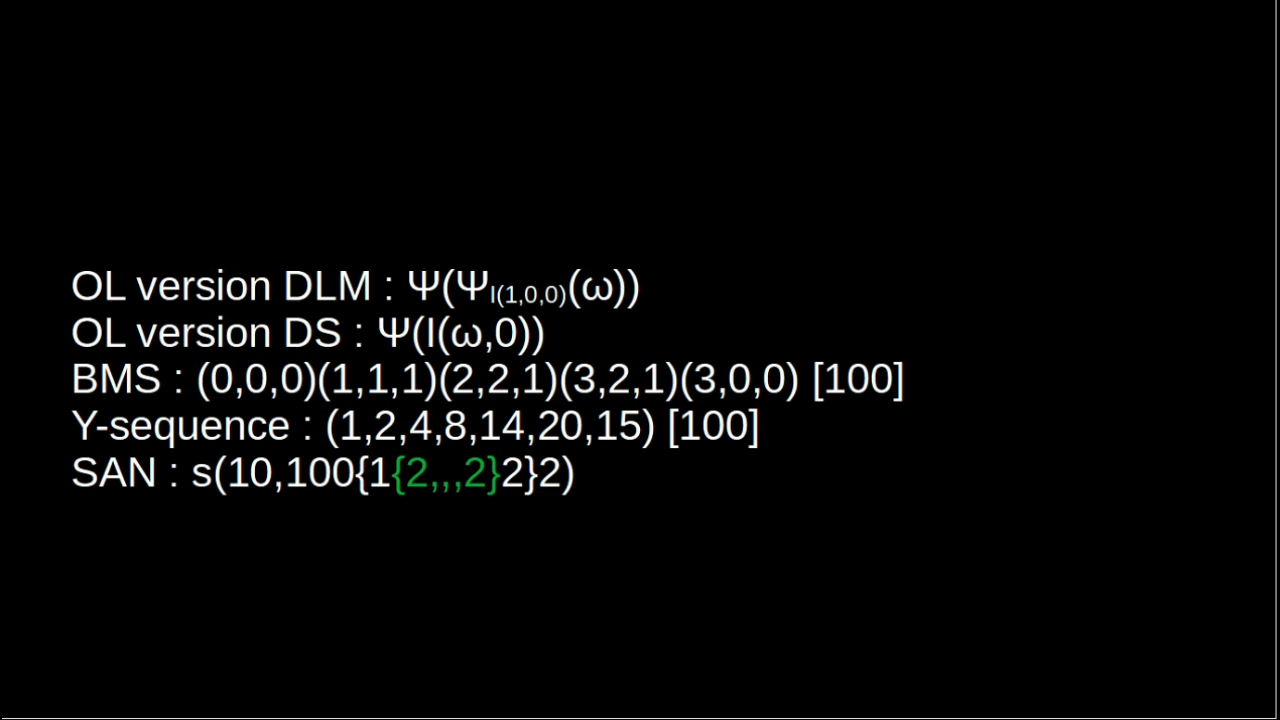 OL version DLM : Ψ(Ψ_I(1,0,0)(ω))
OL version DS : Ψ(I(ω,0))
BMS : (0,0,0)(1,1,1)(2,2,1)(3,2,1)(3,0,0) [100]
Y-sequence : (1,2,4,8,14,20,15) [100]
SAN : s(10,100{1{2,,,2}2}2)